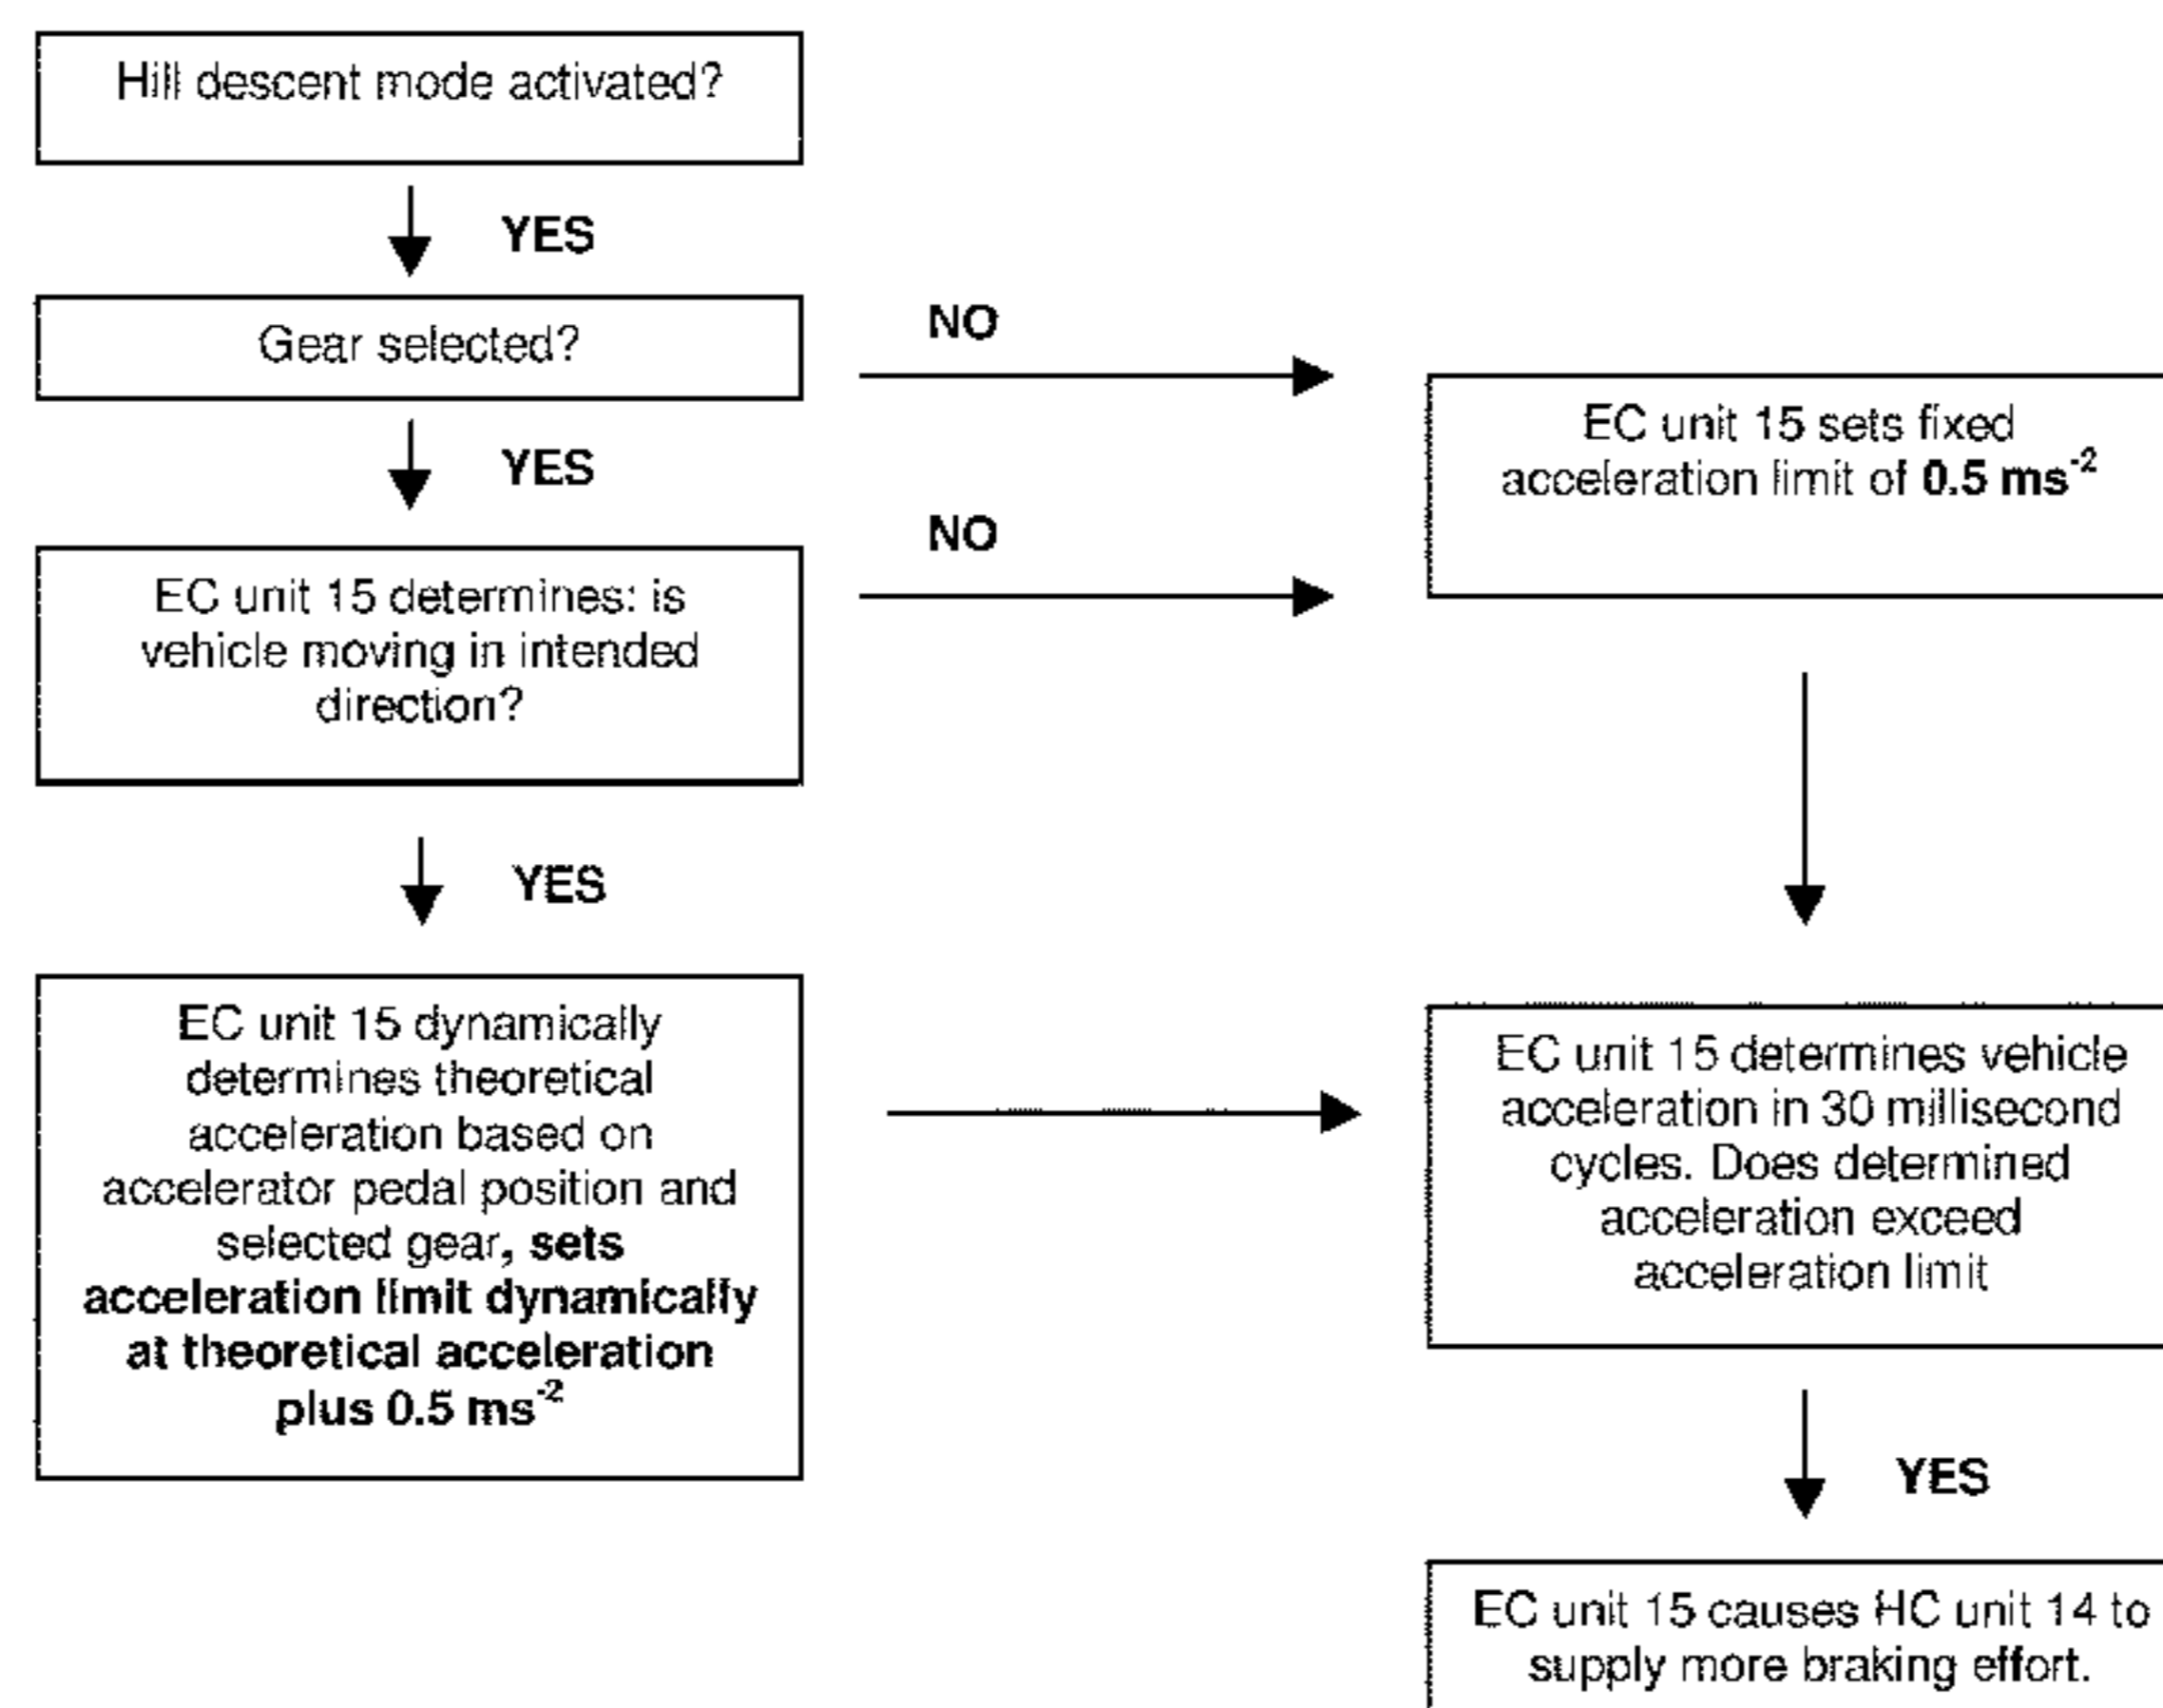 Hill descent mode activated?
YES
Gear selected?
NO
YES
EC unit 15 sets fixed
acceleration limit of 0.5 ms⁻²
NO
EC unit 15 determines: is
vehicle moving in intended
direction?
YES
EC unit 15 dynamically
determines theoretical
acceleration based on
accelerator pedal position and
selected gear, sets
acceleration limit dynamically
at theoretical acceleration
plus 0.5 ms⁻²
EC unit 15 determines vehicle
acceleration in 30 millisecond
cycles. Does determined
acceleration exceed
acceleration limit
YES
EC unit 15 causes HC unit 14 to
supply more braking effort.